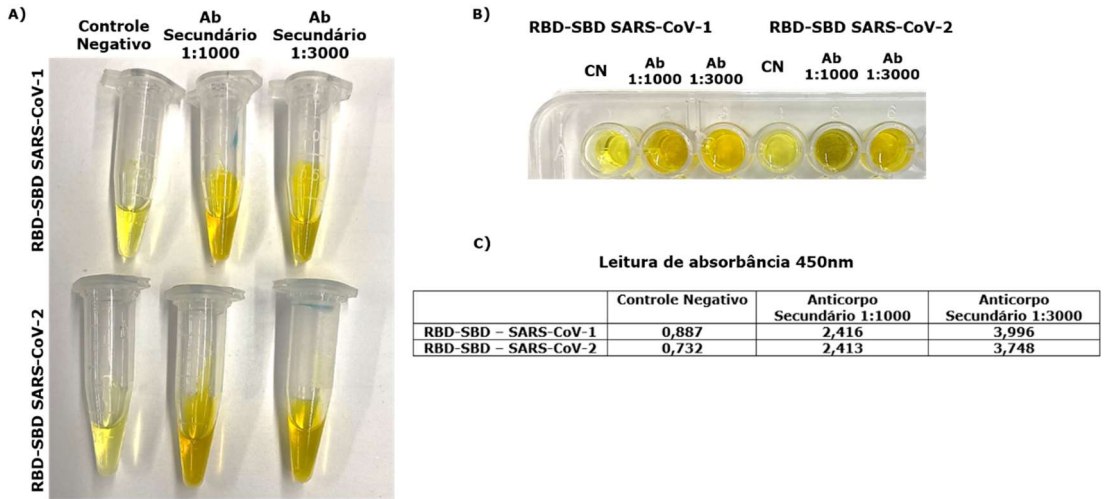 A)
Controle
Negativo
Ab
Secundário
1:1000
Ab
Secundário
1:3000
RBD-SBD SARS-CoV-1
RBD-SBD SARS-CoV-2
B)
RBD-SBD SARS-CoV-1
RBD-SBD SARS-CoV-2
CN
Ab
1:1000
Ab
1:3000
CN
Ab
1:1000
Ab
1:3000
A
C)
Leitura de absorbância 450nm
Controle Negativo
Anticorpo
Secundário 1:1000
Anticorpo
Secundário 1:3000
RBD-SBD – SARS-CoV-1 0,887 2,416 3,996
RBD-SBD – SARS-CoV-2 0,732 2,413 3,748